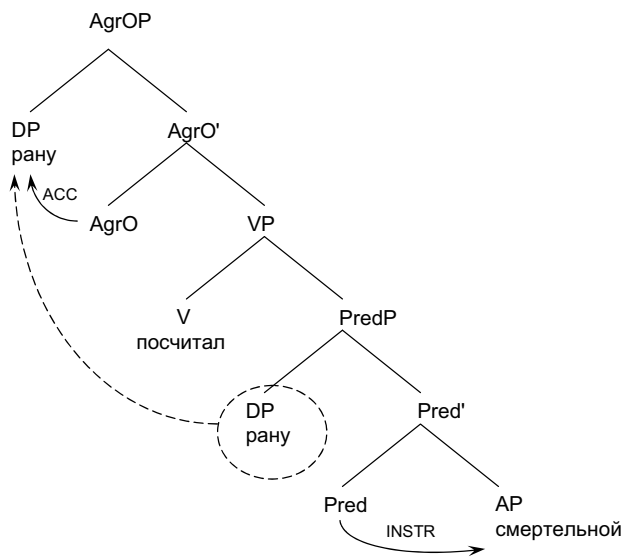 AgrOP
DP
рану
AgrO'
ACC
AgrO
VP
V
посчитал
PredP
DP
рану
Pred'
Pred
INSTR
AP
смертельной